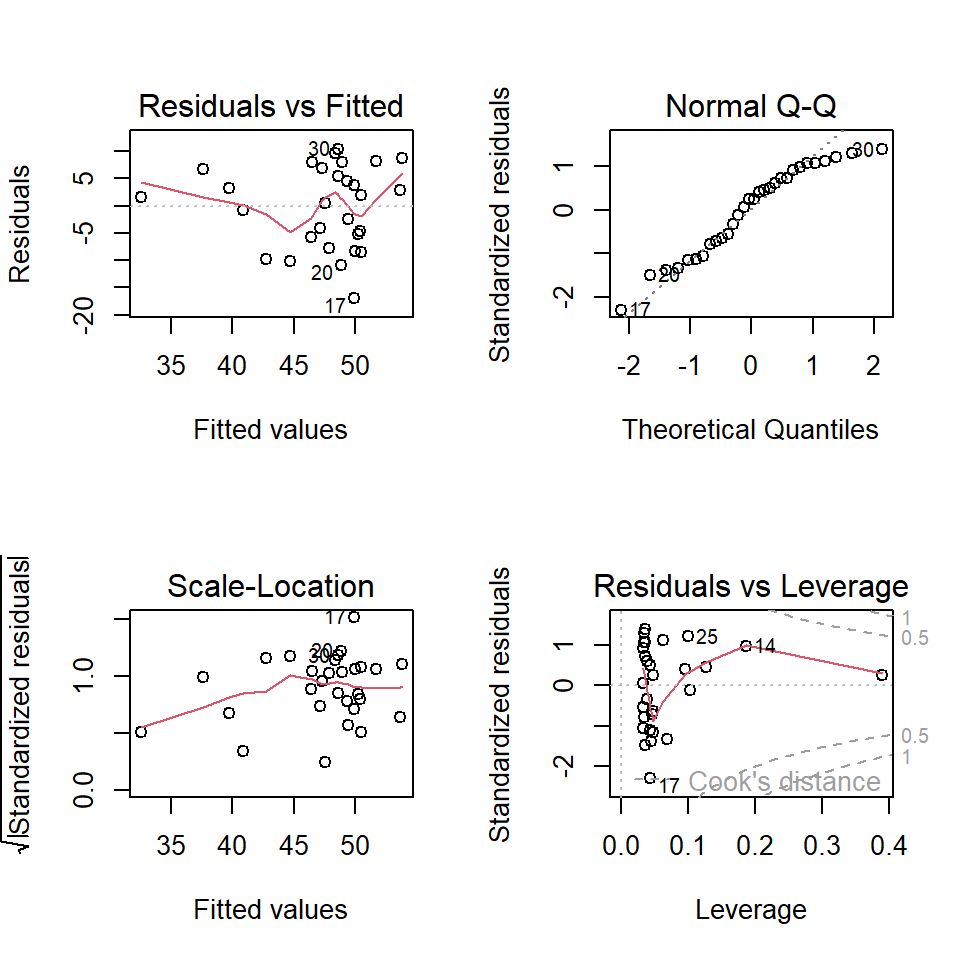 Residuals vs Fitted
Residuals
5
-5
-20
30
20
17
35 40 45 50
Fitted values
Normal Q-Q
Standardized residuals
1
0
-2
30
20
17
-2 -1 0 1 2
Theoretical Quantiles
Scale-Location
√|Standardized residuals|
1.0
0.0
17
20
30
35 40 45 50
Fitted values
Residuals vs Leverage
Standardized residuals
1
0
-2
1
0.5
25
14
0.5
1
17
Cook's distance
0.0 0.1 0.2 0.3 0.4
Leverage